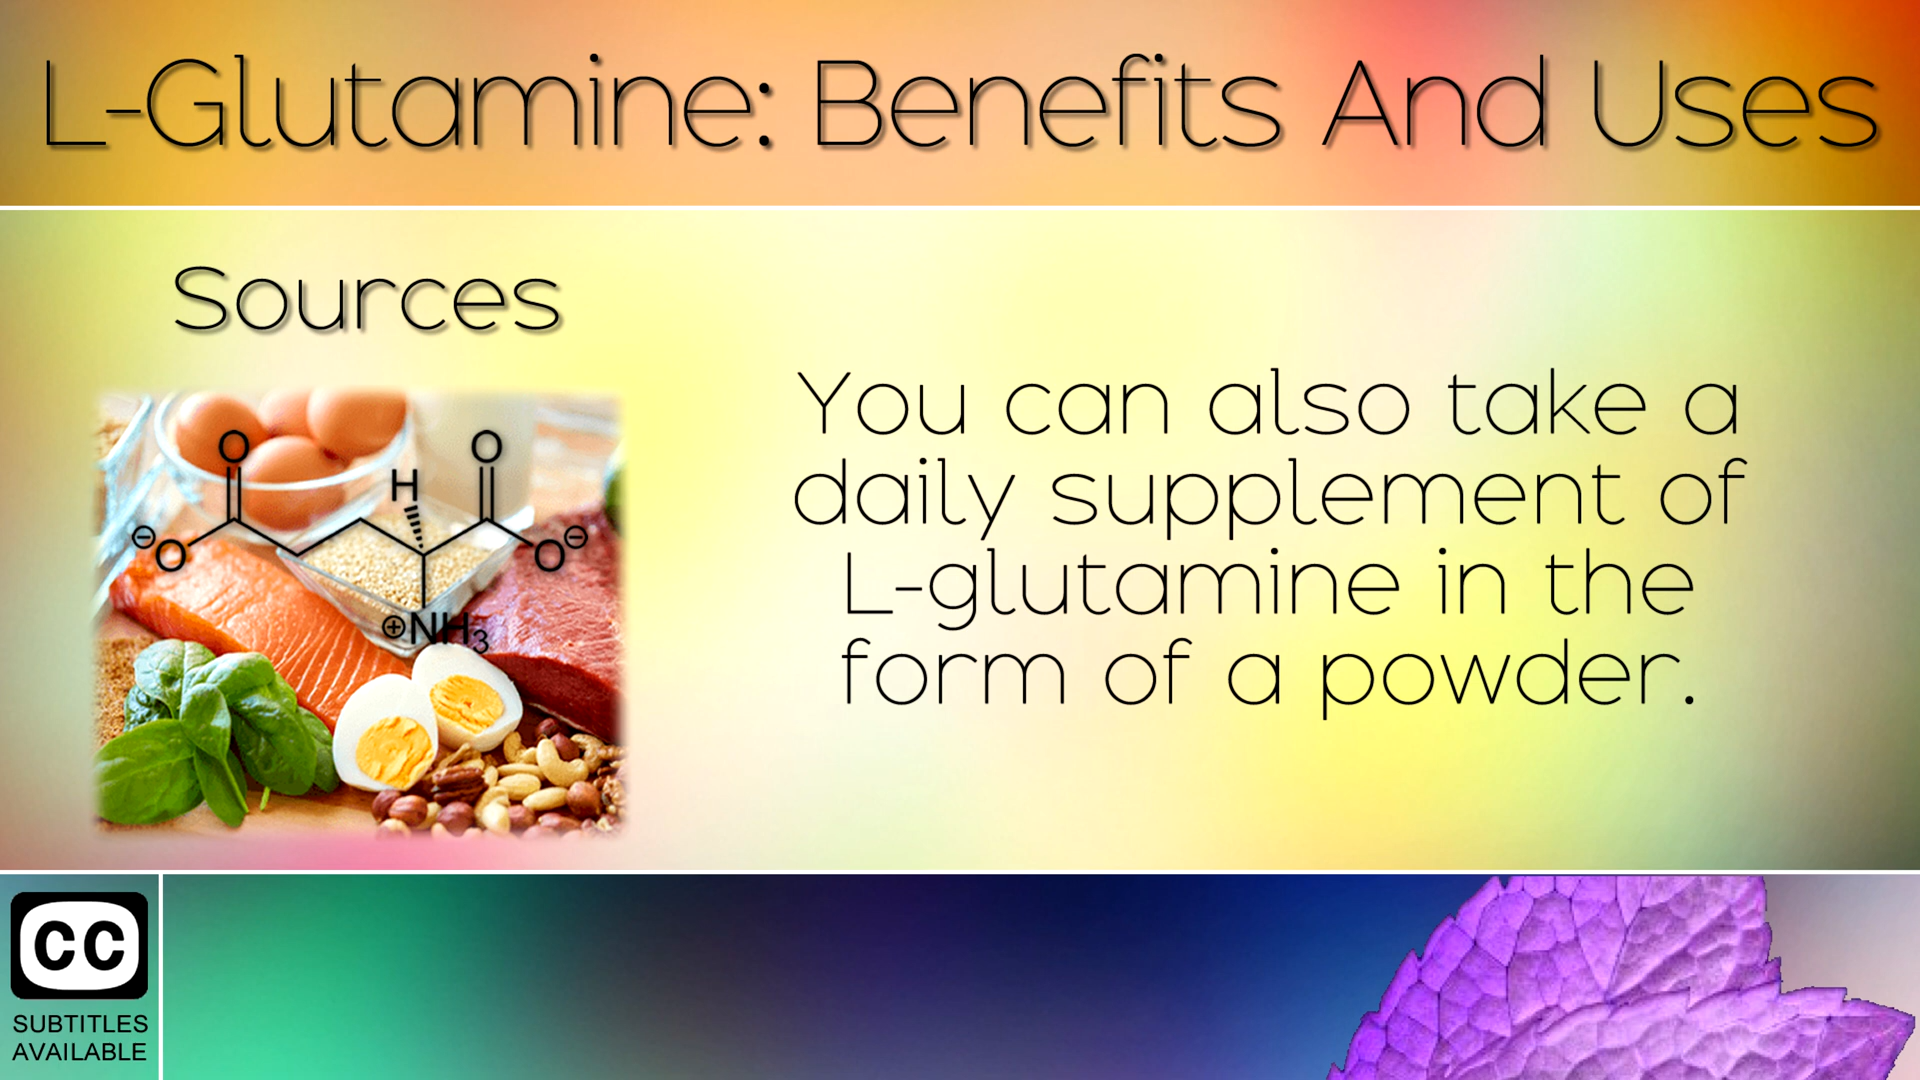 L-Glutamine: Benefits And Uses
Sources
O
O
H
⊖
O
O
⊖
⊕NH3
You can also take a
daily supplement of
L-glutamine in the
form of a powder.
CC
SUBTITLES
AVAILABLE